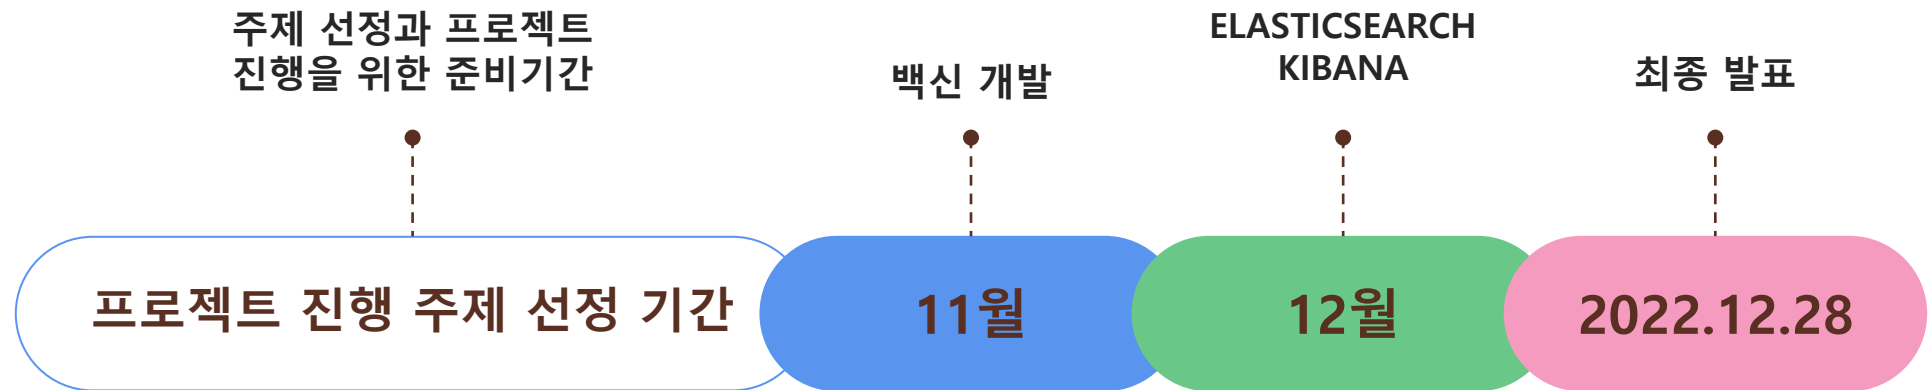 주제 선정과 프로젝트
진행을 위한 준비기간
백신 개발
ELASTICSEARCH
KIBANA
최종 발표
프로젝트 진행 주제 선정 기간
11월
12월
2022.12.28